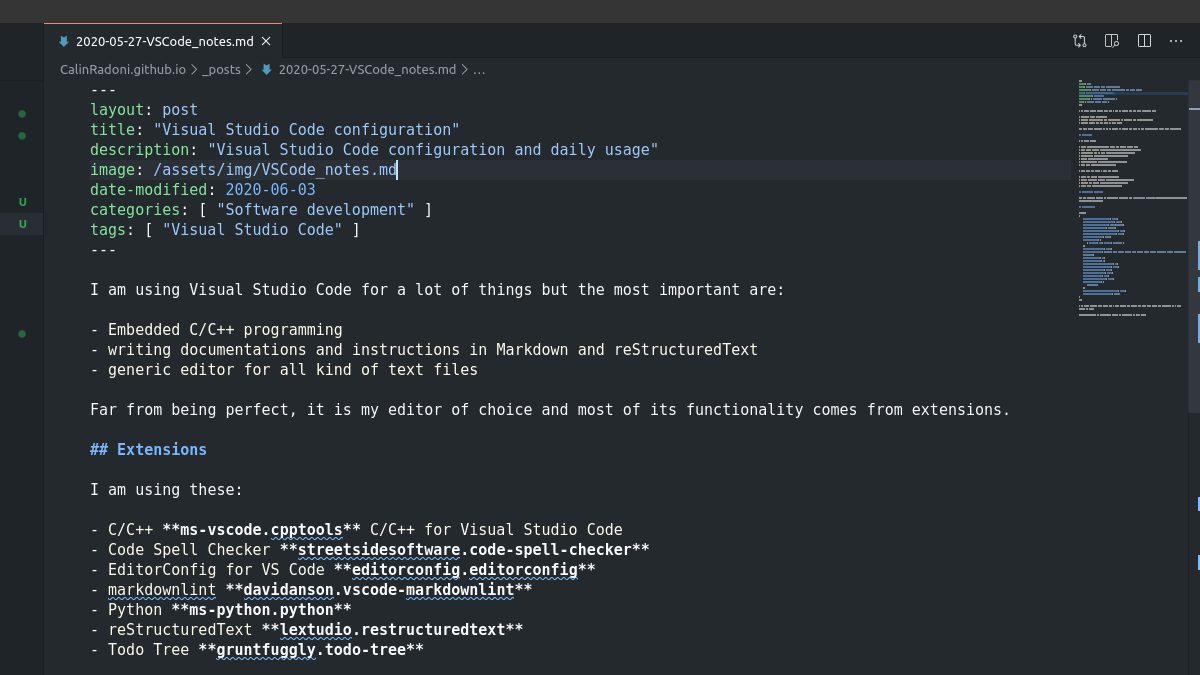 2020-05-27-VSCode_notes.md
CalinRadoni.github.io > _posts > 2020-05-27-VSCode_notes.md > ...
---
layout: post
title: "Visual Studio Code configuration"
description: "Visual Studio Code configuration and daily usage"
image: /assets/img/VSCode_notes.md
date-modified: 2020-06-03
categories: [ "Software development" ]
tags: [ "Visual Studio Code" ]
---
I am using Visual Studio Code for a lot of things but the most important are:
- Embedded C/C++ programming
- writing documentations and instructions in Markdown and reStructuredText
- generic editor for all kind of text files
Far from being perfect, it is my editor of choice and most of its functionality comes from extensions.
## Extensions
I am using these:
- C/C++ **ms-vscode.cpptools** C/C++ for Visual Studio Code
- Code Spell Checker **streetsidesoftware.code-spell-checker**
- EditorConfig for VS Code **editorconfig.editorconfig**
- markdownlint **davidanson.vscode-markdownlint**
- Python **ms-python.python**
- reStructuredText **lextudio.restructuredtext**
- Todo Tree **gruntfuggly.todo-tree**
U
U